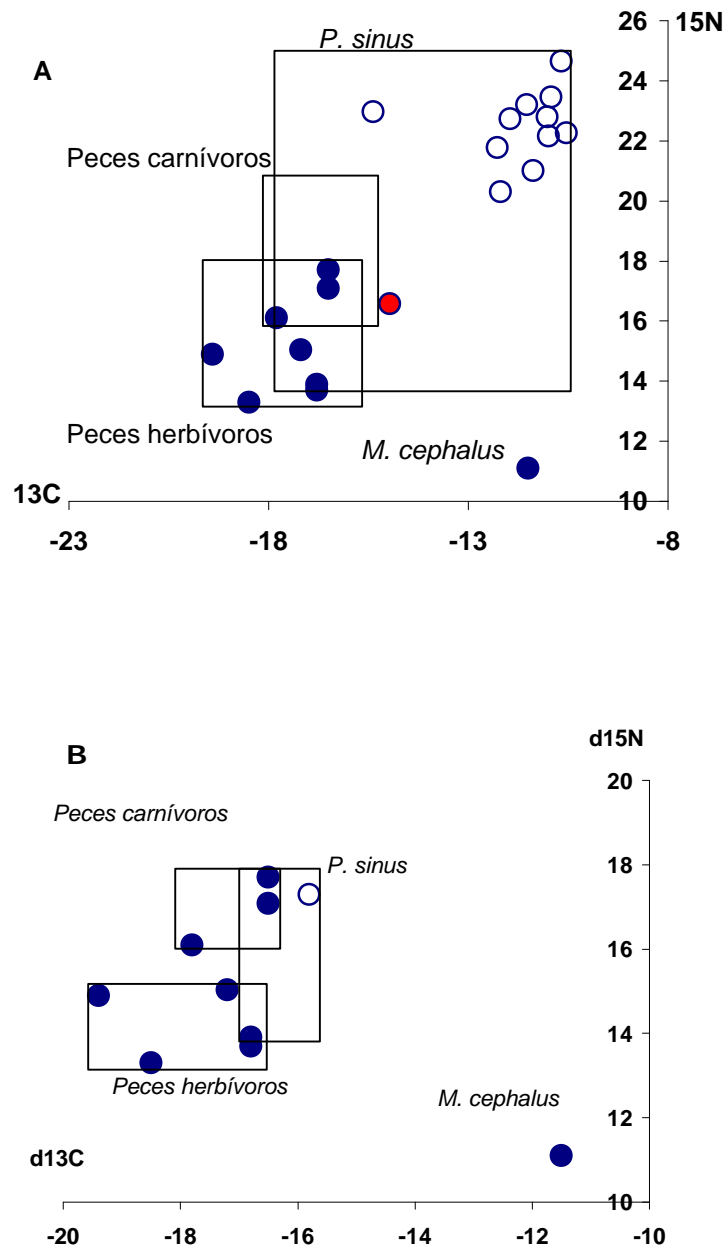 26 15N
P. sinus
A
24
22
Peces carnívoros
20
18
16
14
Peces herbívoros
M. cephalus
12
13C
10
-23 -18 -13 -8
d15N
B
20
Peces carnívoros
18
P. sinus
16
14
Peces herbívoros
M. cephalus
12
d13C
10
-20 -18 -16 -14 -12 -10